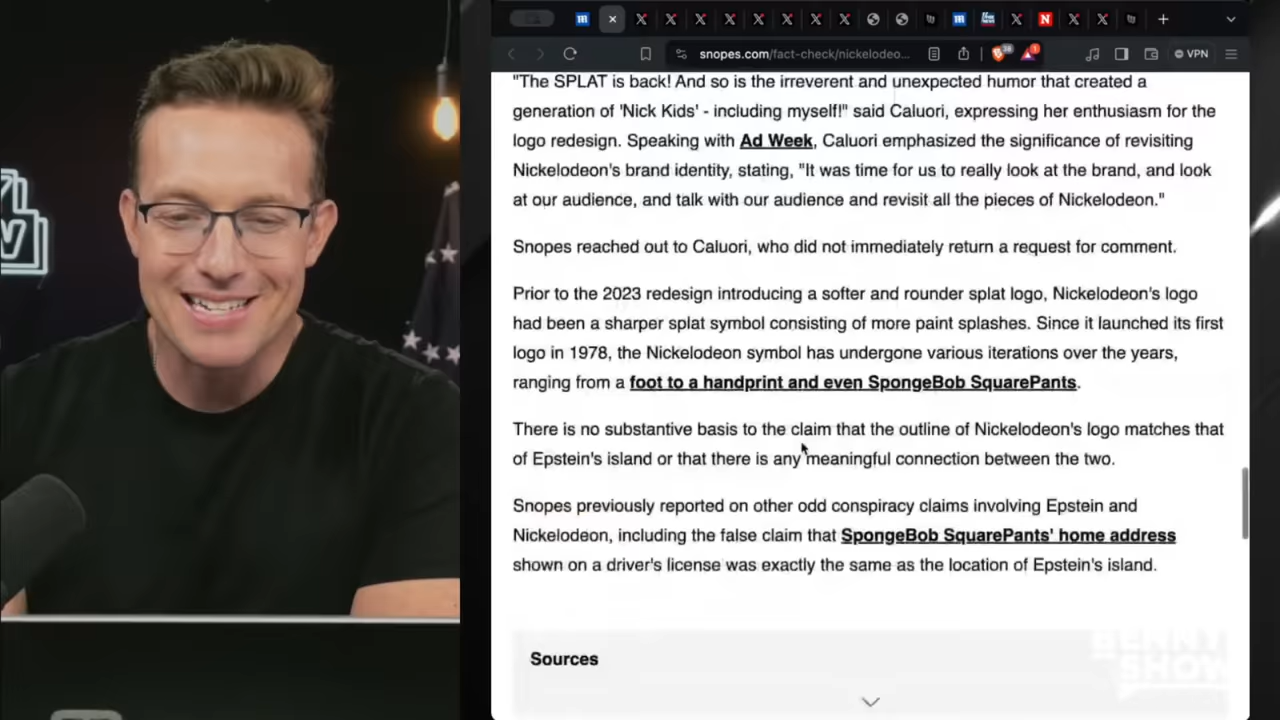 snopes.com/fact-check/nickelodeo...
VPN
"The SPLAT is back! And so is the irreverent and unexpected humor that created a
generation of 'Nick Kids' - including myself!" said Caluori, expressing her enthusiasm for the
logo redesign. Speaking with Ad Week, Caluori emphasized the significance of revisiting
Nickelodeon's brand identity, stating, "It was time for us to really look at the brand, and look
at our audience, and talk with our audience and revisit all the pieces of Nickelodeon."
Snopes reached out to Caluori, who did not immediately return a request for comment.
Prior to the 2023 redesign introducing a softer and rounder splat logo, Nickelodeon's logo
had been a sharper splat symbol consisting of more paint splashes. Since it launched its first
logo in 1978, the Nickelodeon symbol has undergone various iterations over the years,
ranging from a foot to a handprint and even SpongeBob SquarePants.
There is no substantive basis to the claim that the outline of Nickelodeon's logo matches that
of Epstein's island or that there is any meaningful connection between the two.
Snopes previously reported on other odd conspiracy claims involving Epstein and
Nickelodeon, including the false claim that SpongeBob SquarePants' home address
shown on a driver's license was exactly the same as the location of Epstein's island.
Sources
BENNY
SHOW